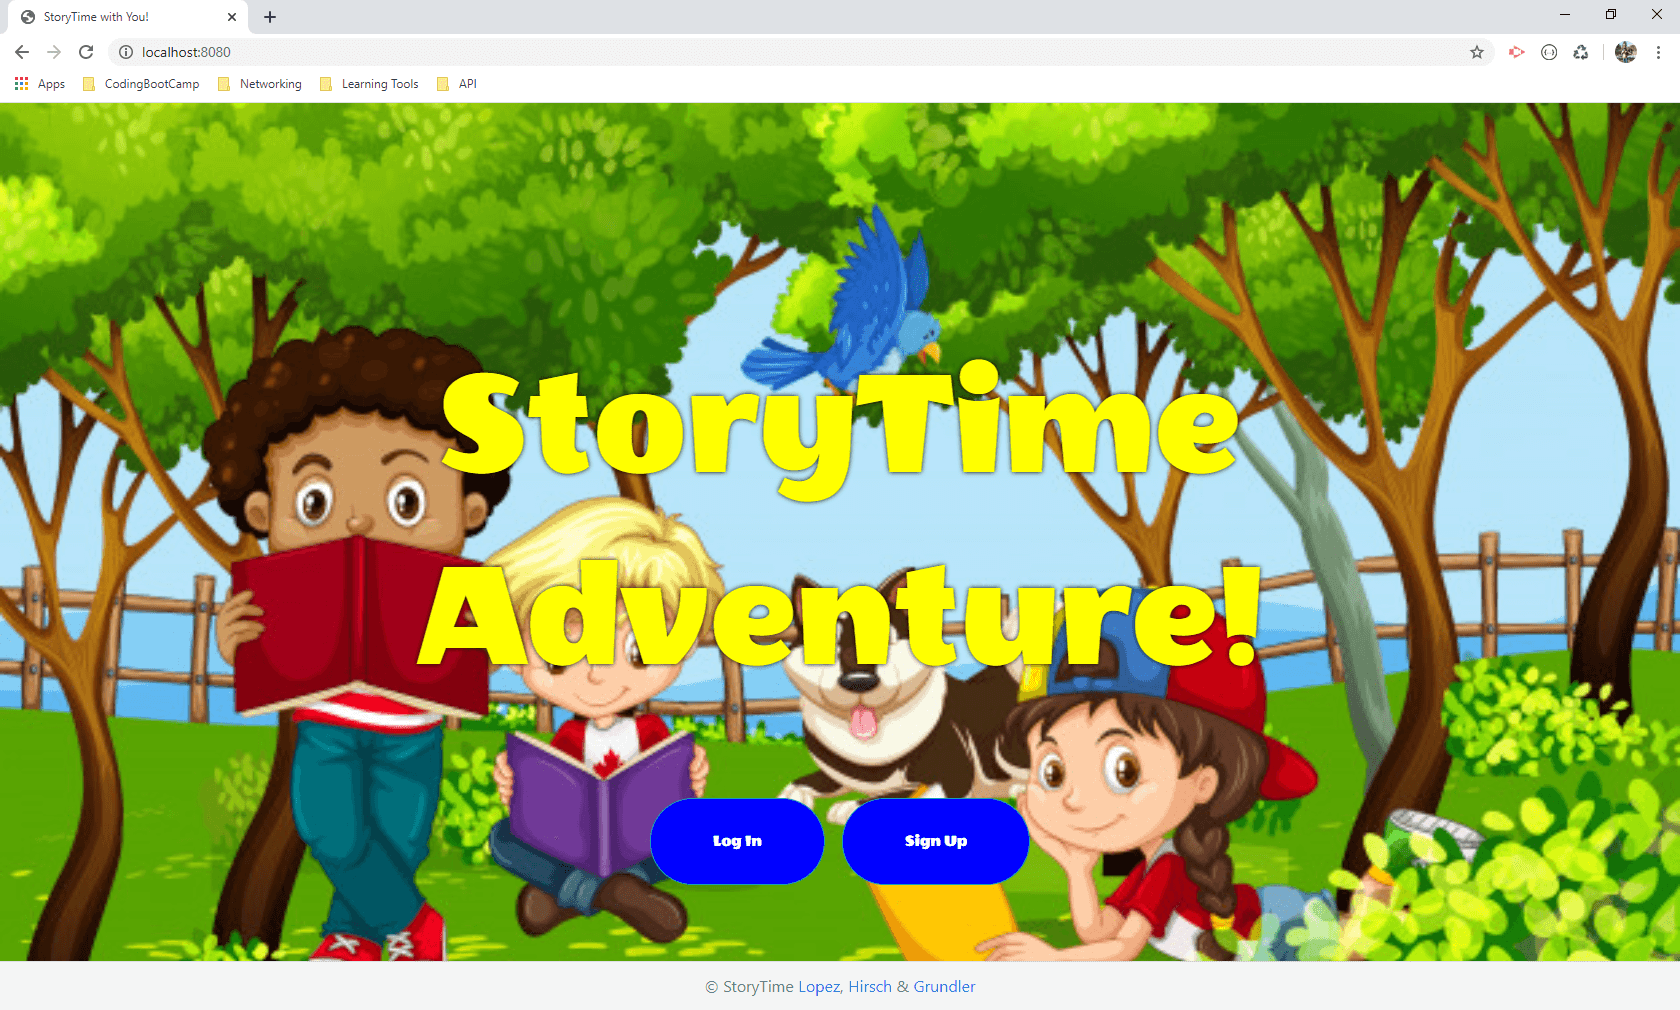 StoryTime with You!
localhost:8080
Apps CodingBootCamp Networking Learning Tools API
StoryTime
Adventure!
Log In Sign Up
© StoryTime Lopez, Hirsch & Grundler